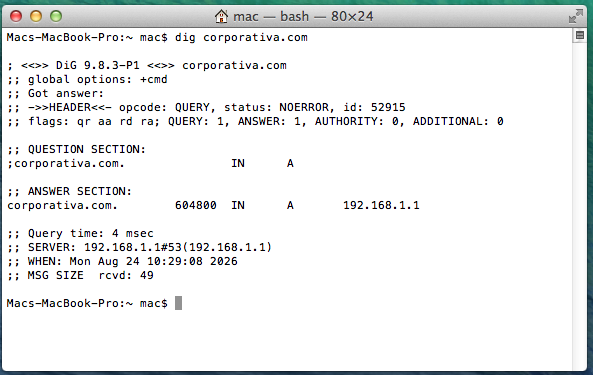 mac — bash — 80×24
Macs-MacBook-Pro:~ mac$ dig corporativa.com
; <<>> DiG 9.8.3-P1 <<>> corporativa.com
;; global options: +cmd
;; Got answer:
;; ->>HEADER<<- opcode: QUERY, status: NOERROR, id: 52915
;; flags: qr aa rd ra; QUERY: 1, ANSWER: 1, AUTHORITY: 0, ADDITIONAL: 0
;; QUESTION SECTION:
;corporativa.com. IN A
;; ANSWER SECTION:
corporativa.com. 604800 IN A 192.168.1.1
;; Query time: 4 msec
;; SERVER: 192.168.1.1#53(192.168.1.1)
;; WHEN: Mon Aug 24 10:29:08 2026
;; MSG SIZE rcvd: 49
Macs-MacBook-Pro:~ mac$